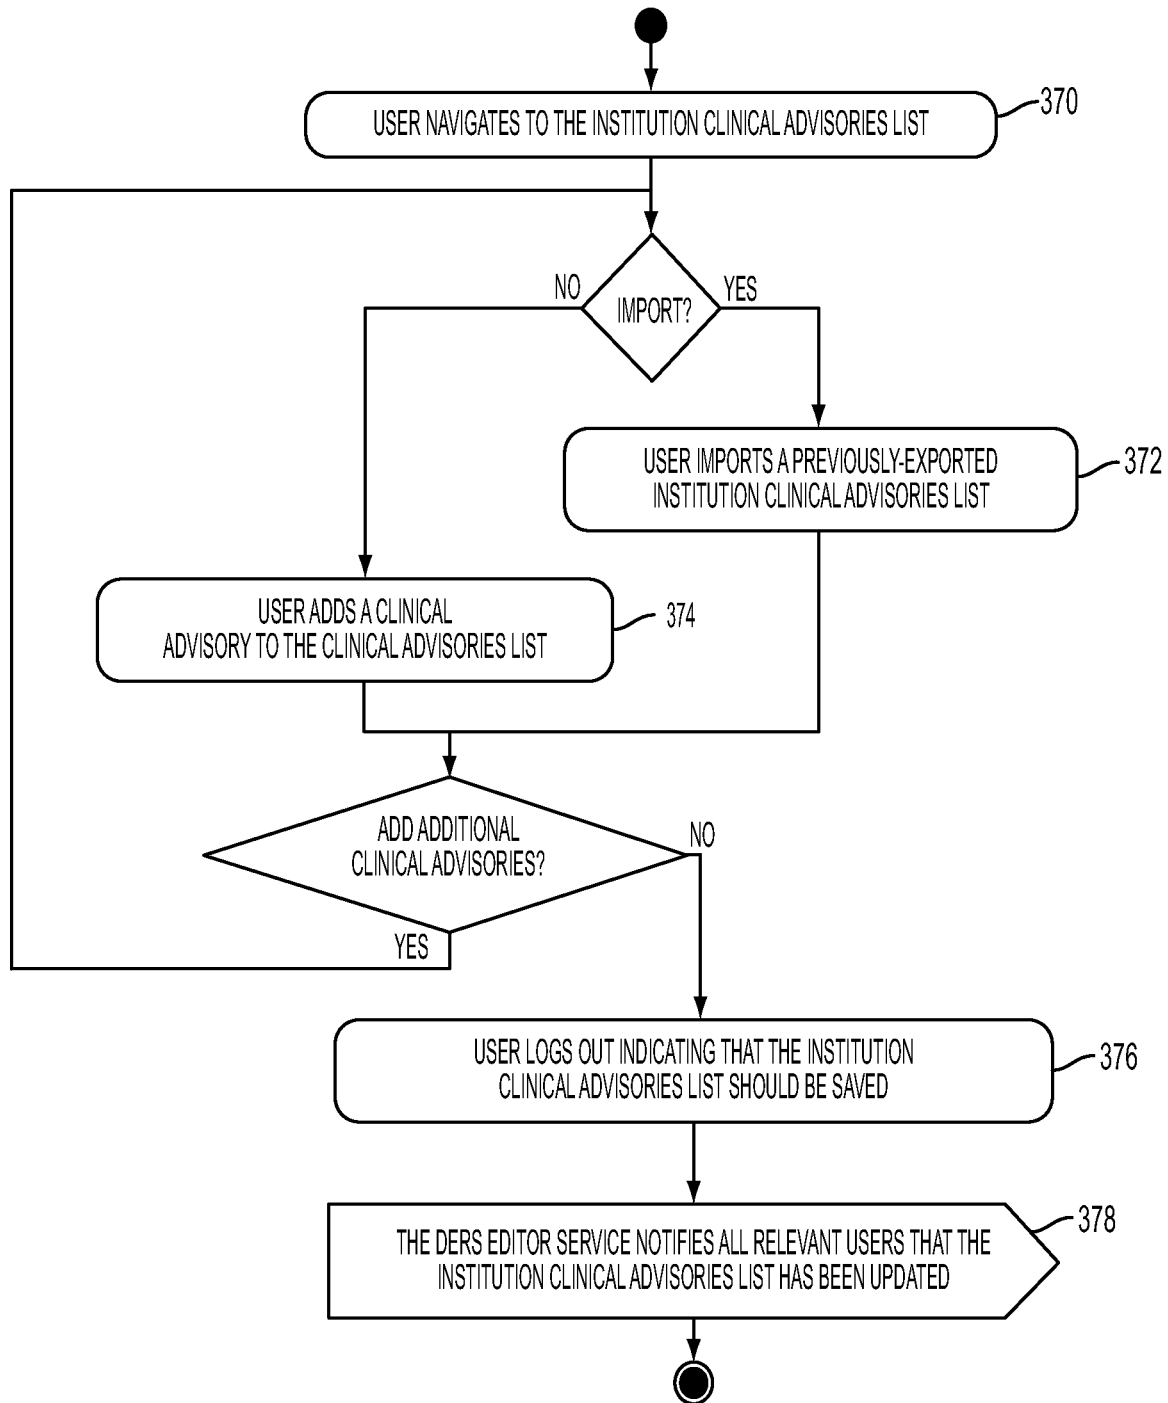 USER NAVIGATES TO THE INSTITUTION CLINICAL ADVISORIES LIST
370
NO
YES
IMPORT?
USER IMPORTS A PREVIOUSLY-EXPORTED
INSTITUTION CLINICAL ADVISORIES LIST
372
USER ADDS A CLINICAL
ADVISORY TO THE CLINICAL ADVISORIES LIST
374
ADD ADDITIONAL
CLINICAL ADVISORIES?
NO
YES
USER LOGS OUT INDICATING THAT THE INSTITUTION
CLINICAL ADVISORIES LIST SHOULD BE SAVED
376
THE DERS EDITOR SERVICE NOTIFIES ALL RELEVANT USERS THAT THE
INSTITUTION CLINICAL ADVISORIES LIST HAS BEEN UPDATED
378